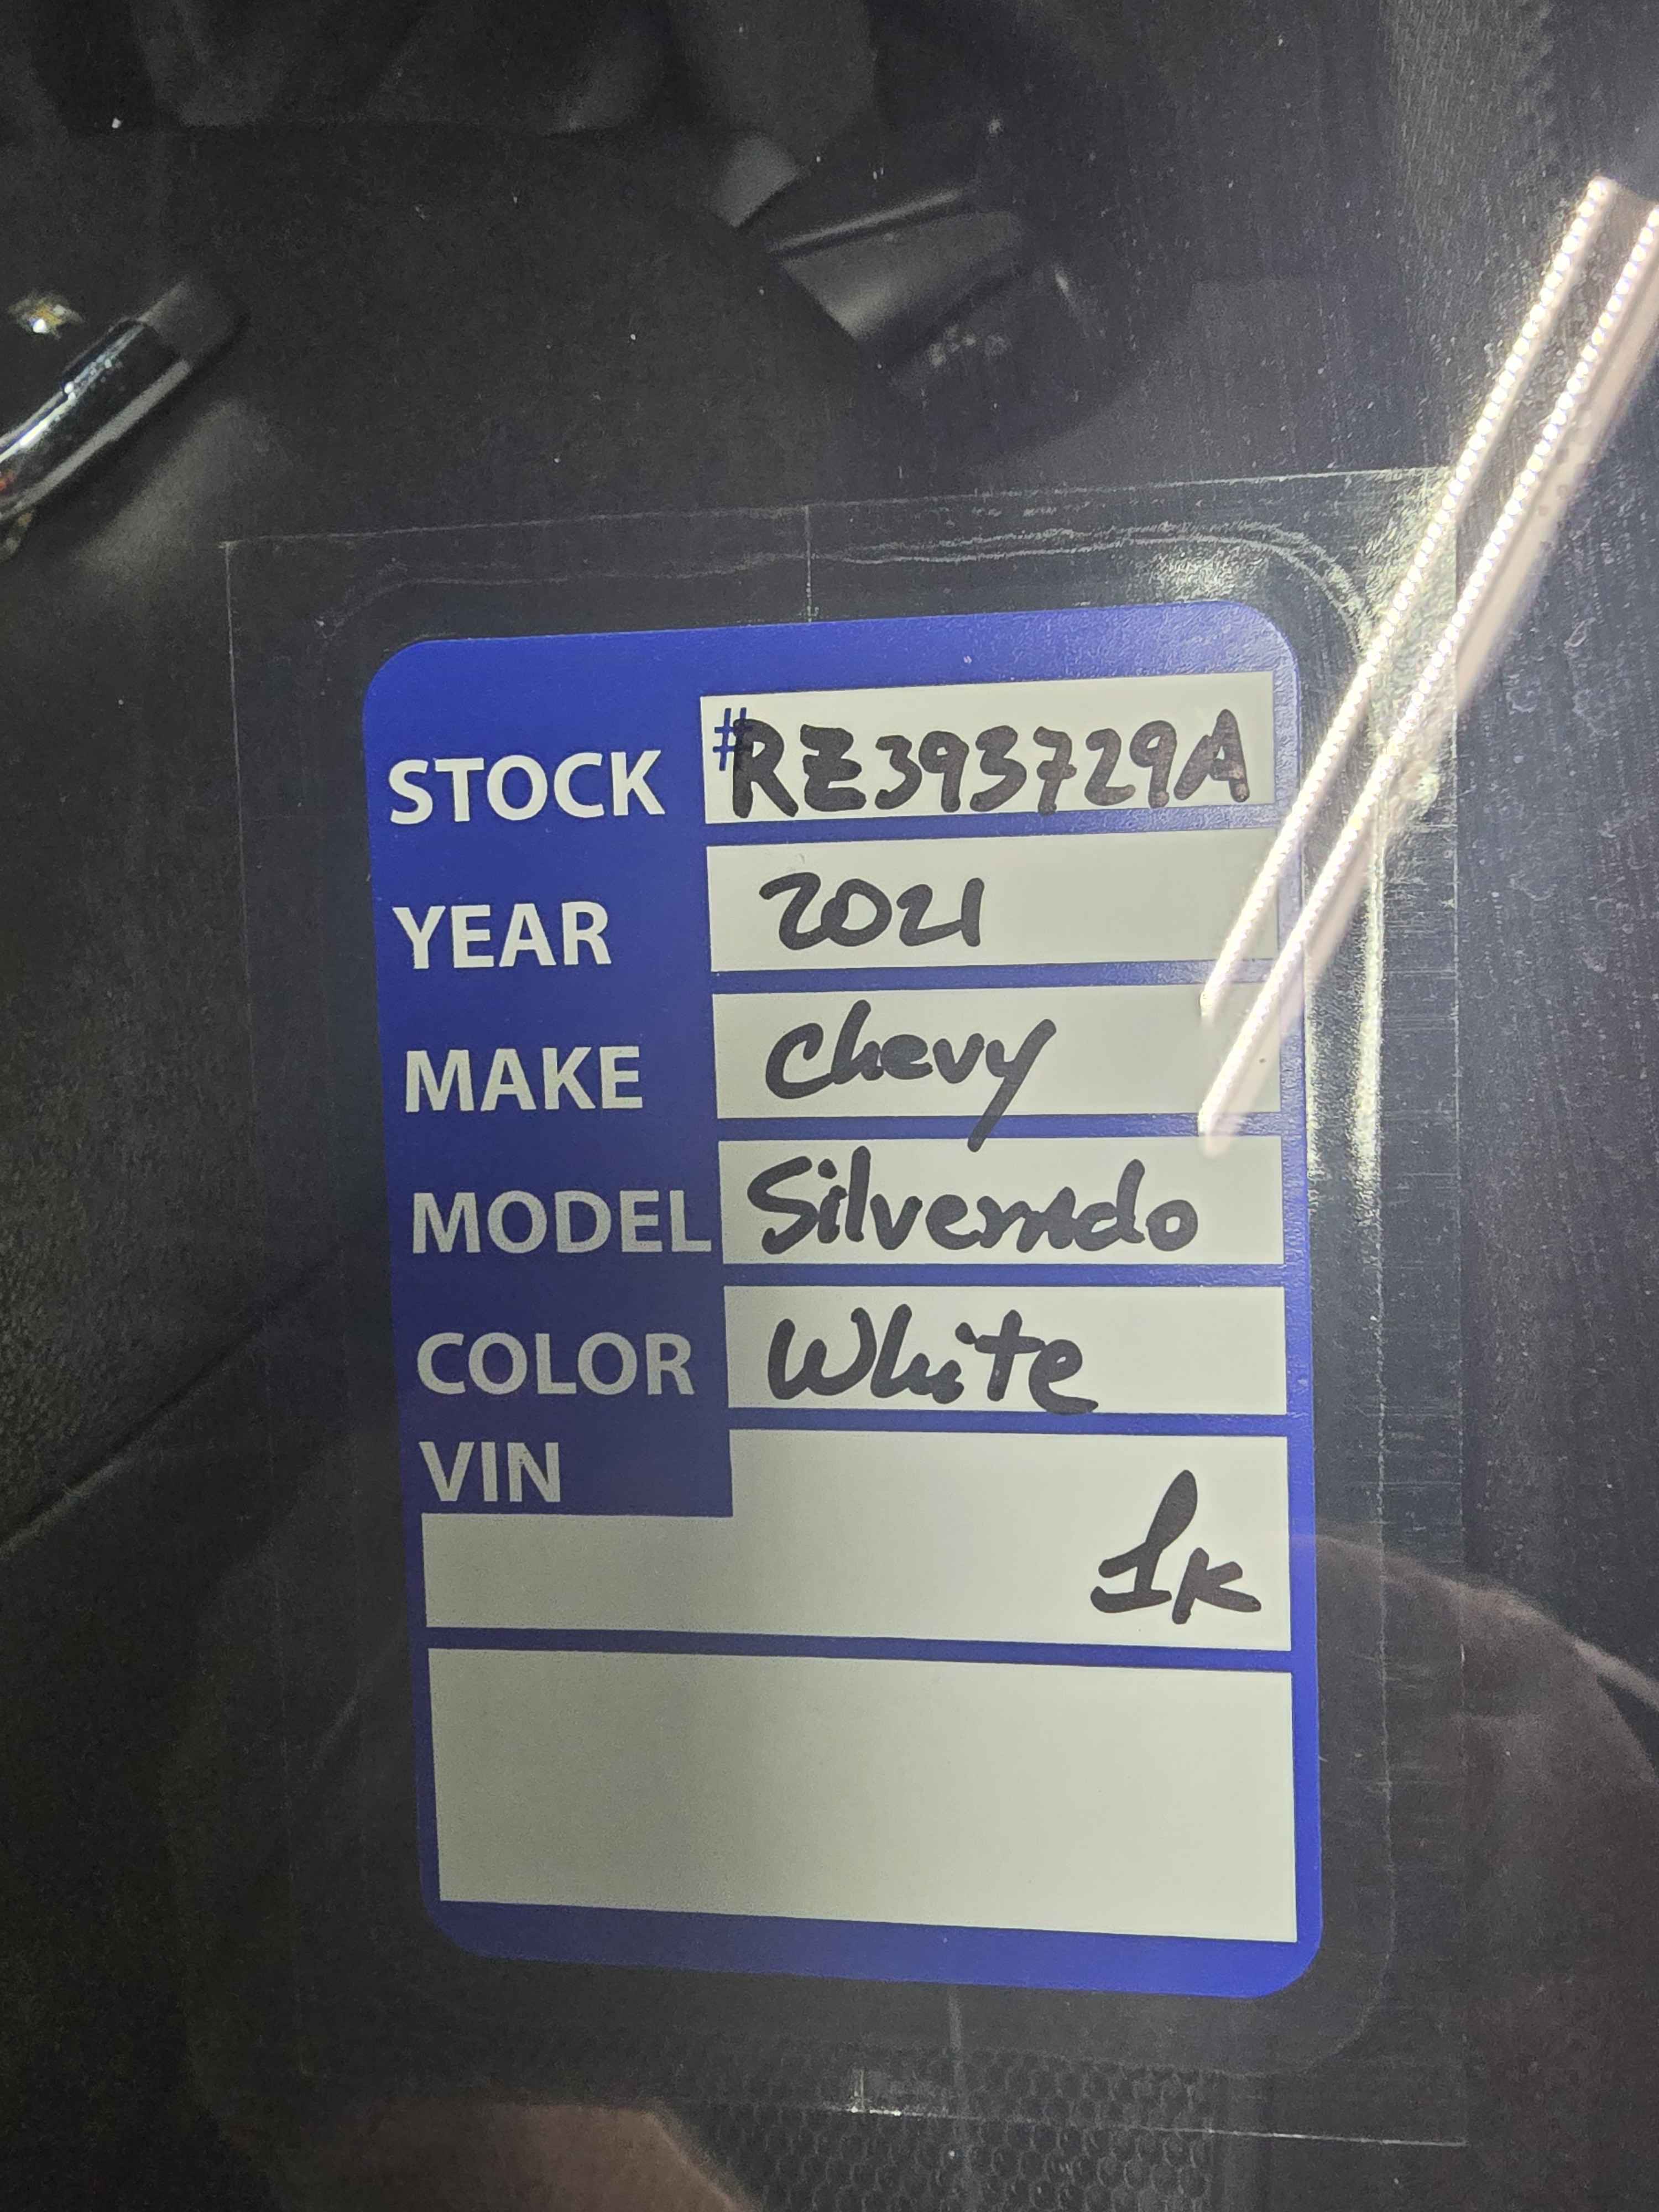 STOCK #RZ393729A
YEAR 2021
MAKE Chevy
MODEL Silverado
COLOR White
VIN
1K